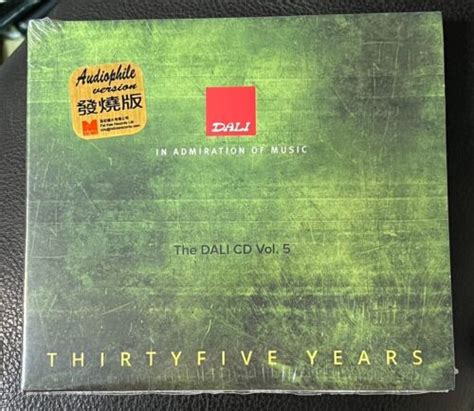 Audiophile
version
發燒版
DALI
IN ADMIRATION OF MUSIC
The DALI CD Vol. 5
THIRTYFIVE YEARS